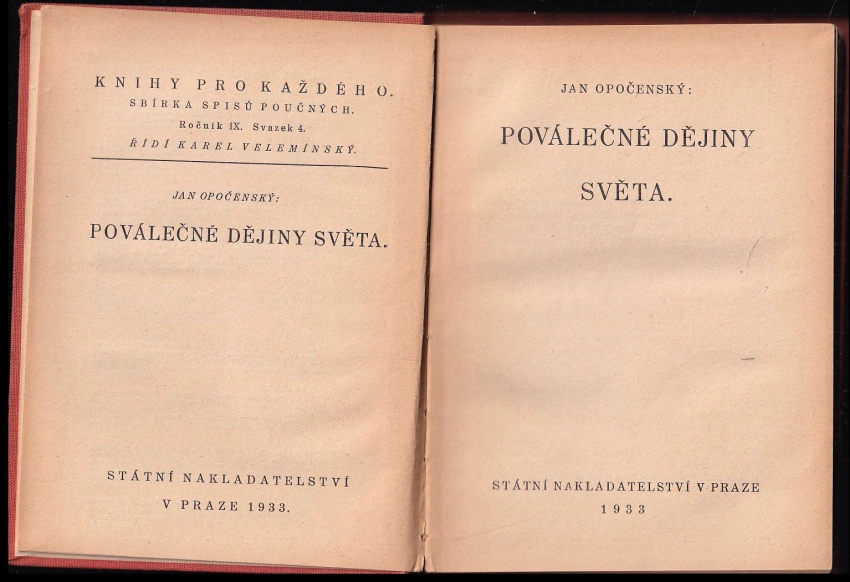 KNIHY PRO KAŽDÉHO.
SBÍRKA SPISŮ POUČNÝCH.
Ročník IX. Svazek 4.
ŘÍDÍ KAREL VELEMÍNSKÝ.
JAN OPOČENSKÝ:
POVÁLEČNÉ DĚJINY SVĚTA.
STÁTNÍ NAKLADATELSTVÍ
V PRAZE 1933.
JAN OPOČENSKÝ:
POVÁLEČNÉ DĚJINY
SVĚTA.
STÁTNÍ NAKLADATELSTVÍ V PRAZE
1933